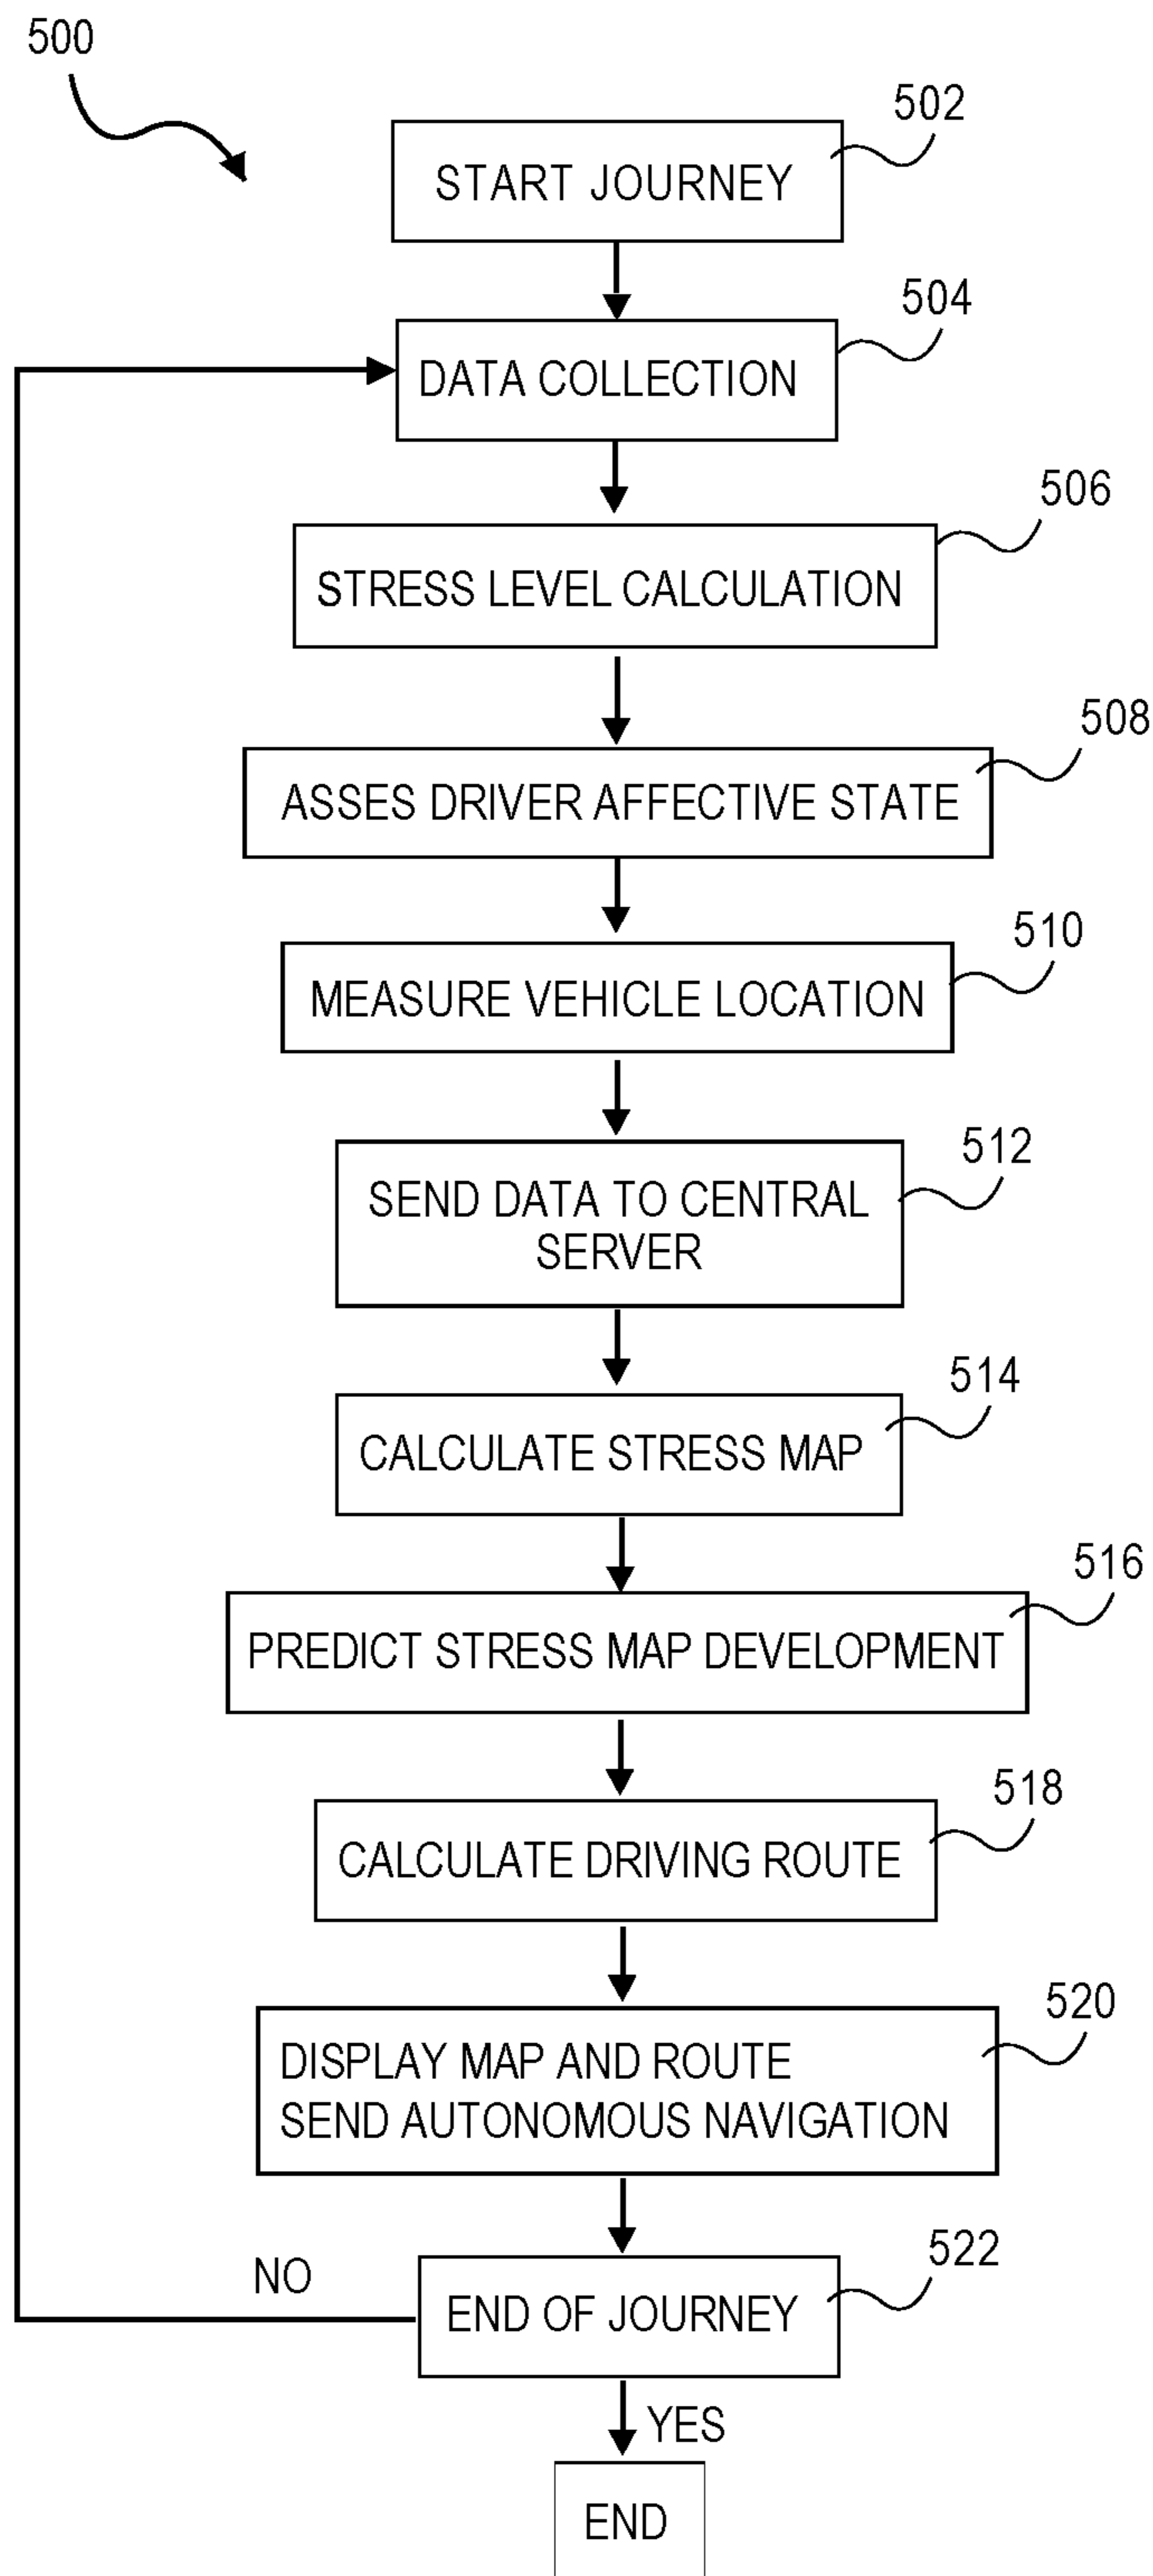 500
502
START JOURNEY
504
DATA COLLECTION
506
STRESS LEVEL CALCULATION
508
ASSES DRIVER AFFECTIVE STATE
510
MEASURE VEHICLE LOCATION
512
SEND DATA TO CENTRAL
SERVER
514
CALCULATE STRESS MAP
516
PREDICT STRESS MAP DEVELOPMENT
518
CALCULATE DRIVING ROUTE
520
DISPLAY MAP AND ROUTE
SEND AUTONOMOUS NAVIGATION
522
NO
END OF JOURNEY
YES
END